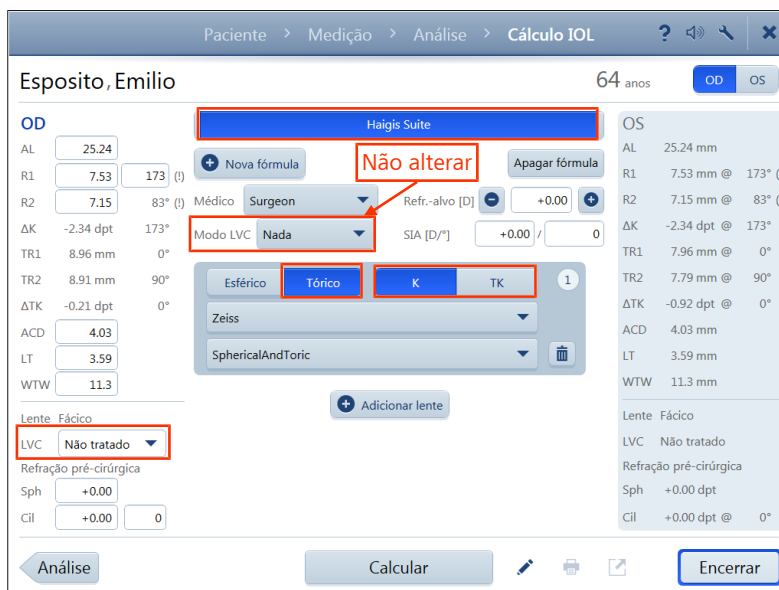 Paciente > Medição > Análise > Cálculo IOL ?
Esposito, Emilio 64 anos OD OS
OD
AL 25.24
R1 7.53 173 (!)
R2 7.15 83° (!)
ΔK -2.34 dpt 173°
TR1 8.96 mm 0°
TR2 8.91 mm 90°
ΔTK -0.21 dpt 0°
ACD 4.03
LT 3.59
WTW 11.3
Lente Fácico
LVC Não tratado
Refração pré-cirúrgica
Sph +0.00
Cil +0.00 0
Haigis Suite
Nova fórmula Não alterar Apagar fórmula
Médico Surgeon Refr.-alvo [D] +0.00
Modo LVC Nada SIA [D/°] +0.00 / 0
Esférico Tórico K TK 1
Zeiss
SphericalAndToric
Adicionar lente
OS
AL 25.24 mm
R1 7.53 mm @ 173° (
R2 7.15 mm @ 83° (
ΔK -2.34 dpt @ 173°
TR1 7.96 mm @ 0°
TR2 7.79 mm @ 90°
ΔTK -0.92 dpt @ 0°
ACD 4.03 mm
LT 3.59 mm
WTW 11.3 mm
Lente Fácico
LVC Não tratado
Refração pré-cirúrgica
Sph +0.00 dpt
Cil +0.00 dpt @ 0°
Análise Calcular Encerrar